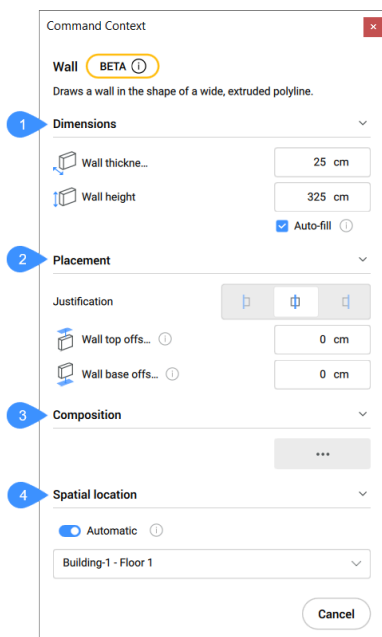 Command Context
Wall BETA
Draws a wall in the shape of a wide, extruded polyline.
1 Dimensions
Wall thickne... 25 cm
Wall height 325 cm
Auto-fill
2 Placement
Justification
Wall top offs... 0 cm
Wall base offs... 0 cm
3 Composition
...
4 Spatial location
Automatic
Building-1 - Floor 1
Cancel